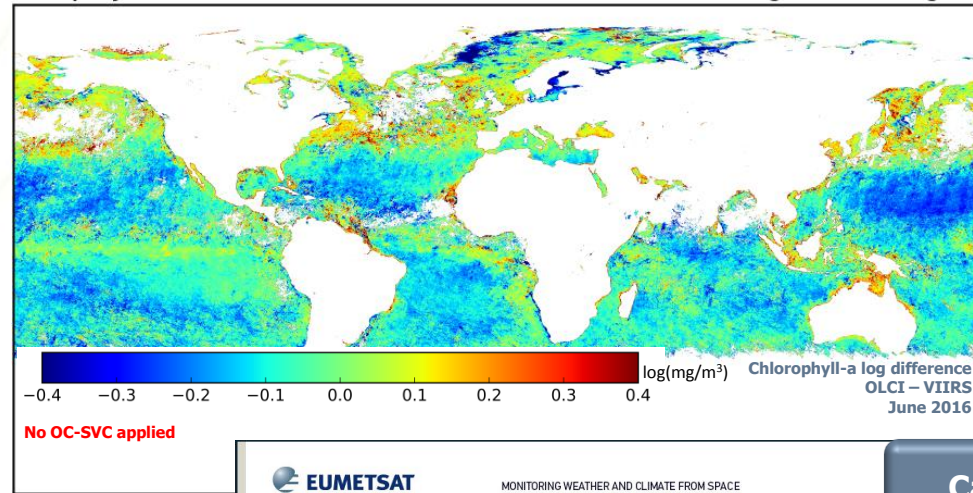 log(mg/m³)
−0.4 −0.3 −0.2 −0.1 0.0 0.1 0.2 0.3 0.4
Chlorophyll-a log difference
OLCI – VIIRS
June 2016
No OC-SVC applied
EUMETSAT
MONITORING WEATHER AND CLIMATE FROM SPACE